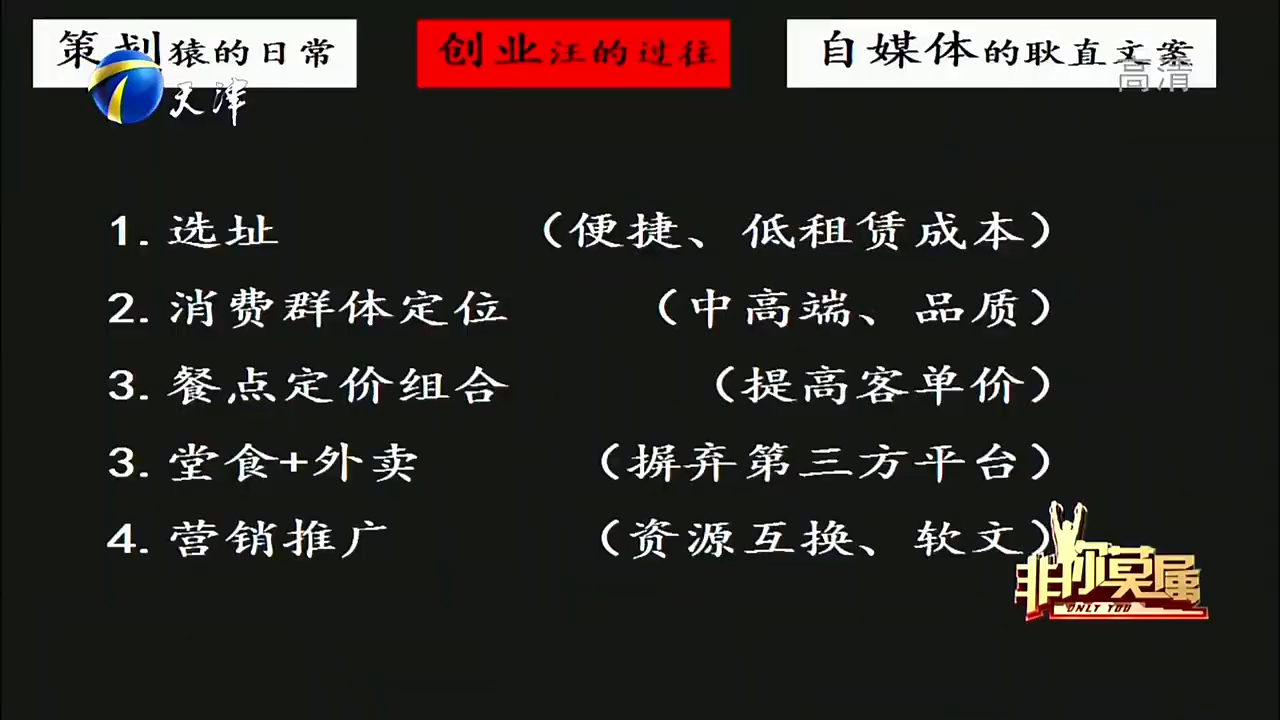 策划猿的日常
创业汪的过往
自媒体的耿直文案
天津
高清
1. 选址 （便捷、低租赁成本）
2. 消费群体定位 （中高端、品质）
3. 餐点定价组合 （提高客单价）
3. 堂食+外卖 （摒弃第三方平台）
4. 营销推广 （资源互换、软文）
非你莫属
ONLY YOU